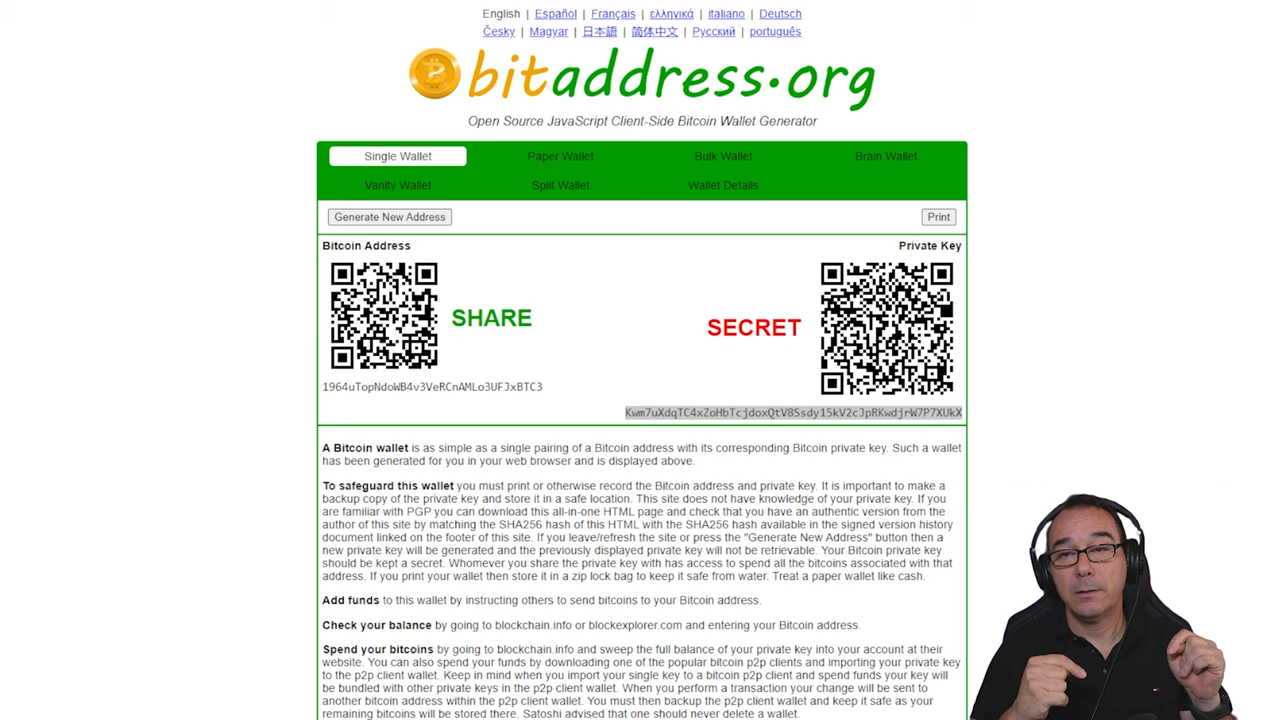 English | Español | Français | ελληνικά | italiano | Deutsch
Česky | Magyar | 日本語 | 简体中文 | Русский | português
bitaddress.org
Open Source JavaScript Client-Side Bitcoin Wallet Generator
Single Wallet Paper Wallet Bulk Wallet Brain Wallet
Vanity Wallet Split Wallet Wallet Details
Generate New Address Print
Bitcoin Address Private Key
SHARE
SECRET
1964uTopNdoWB4v3VeRCnAMLo3UFJxBTC3
Kwm7uXdqTC4xZoHbTcjdoxQtV8Ssdy15kV2cJpRKwdjrW7P7XUkX
A Bitcoin wallet is as simple as a single pairing of a Bitcoin address with its corresponding Bitcoin private key. Such a wallet
has been generated for you in your web browser and is displayed above.
To safeguard this wallet you must print or otherwise record the Bitcoin address and private key. It is important to make a
backup copy of the private key and store it in a safe location. This site does not have knowledge of your private key. If you
are familiar with PGP you can download this all-in-one HTML page and check that you have an authentic version from the
author of this site by matching the SHA256 hash of this HTML with the SHA256 hash available in the signed version history
document linked on the footer of this site. If you leave/refresh the site or press the "Generate New Address" button then a
new private key will be generated and the previously displayed private key will not be retrievable. Your Bitcoin private key
should be kept a secret. Whomever you share the private key with has access to spend all the bitcoins associated with that
address. If you print your wallet then store it in a zip lock bag to keep it safe from water. Treat a paper wallet like cash.
Add funds to this wallet by instructing others to send bitcoins to your Bitcoin address.
Check your balance by going to blockchain.info or blockexplorer.com and entering your Bitcoin address.
Spend your bitcoins by going to blockchain.info and sweep the full balance of your private key into your account at their
website. You can also spend your funds by downloading one of the popular bitcoin p2p clients and importing your private key
to the p2p client wallet. Keep in mind when you import your single key to a bitcoin p2p client and spend funds your key will
be bundled with other private keys in the p2p client wallet. When you perform a transaction your change will be sent to
another bitcoin address within the p2p client wallet. You must then backup the p2p client wallet and keep it safe as your
remaining bitcoins will be stored there. Satoshi advised that one should never delete a wallet.